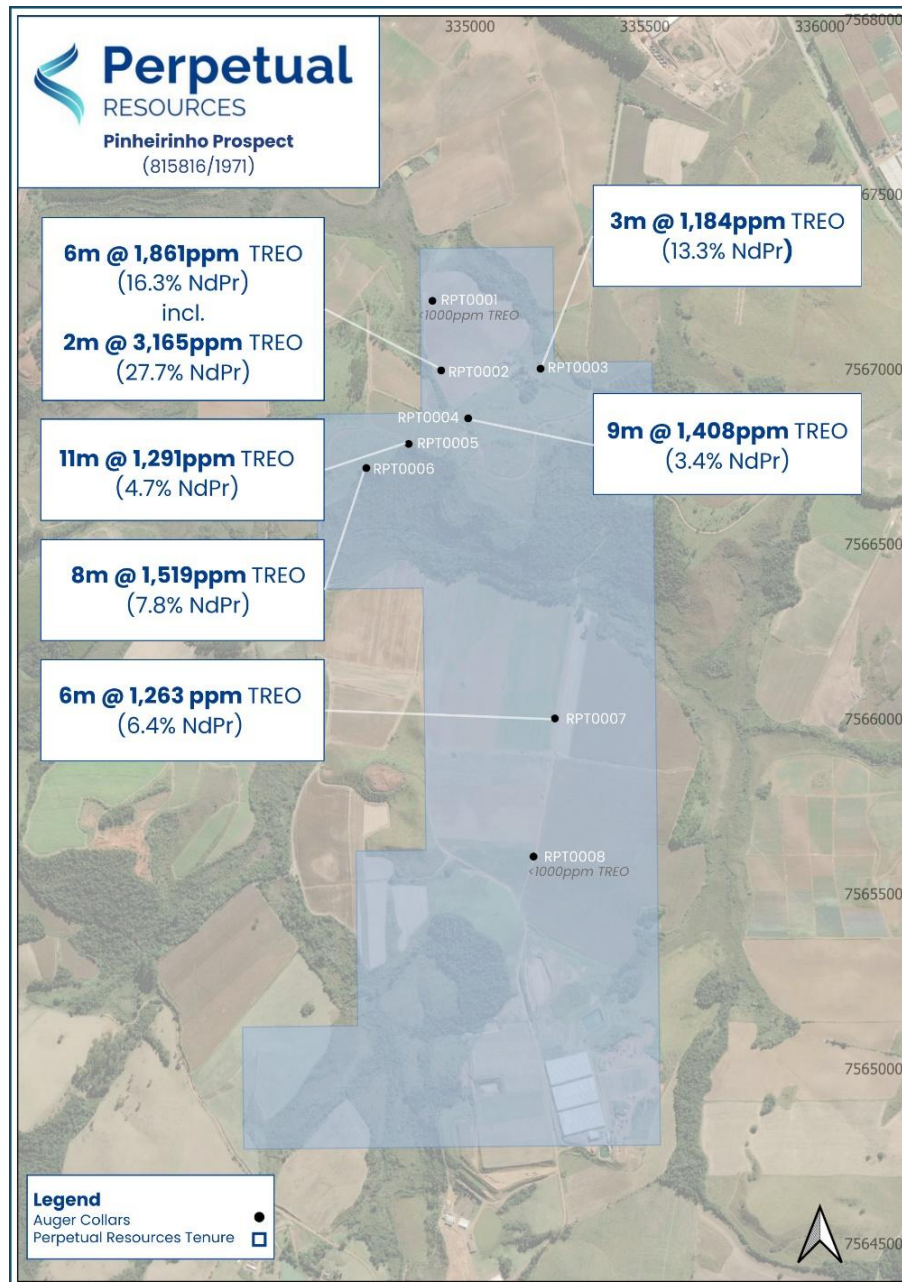 335000
335500
336000
7568000
Perpetual
RESOURCES
Pinheirinho Prospect
(815816/1971)
7567500
6m @ 1,861ppm TREO
(16.3% NdPr)
incl.
2m @ 3,165ppm TREO
(27.7% NdPr)
3m @ 1,184ppm TREO
(13.3% NdPr)
RPT0001
<1000ppm TREO
RPT0002
RPT0003
7567000
RPT0004
RPT0005
RPT0006
9m @ 1,408ppm TREO
(3.4% NdPr)
11m @ 1,291ppm TREO
(4.7% NdPr)
7566500
8m @ 1,519ppm TREO
(7.8% NdPr)
6m @ 1,263 ppm TREO
(6.4% NdPr)
RPT0007
7566000
RPT0008
<1000ppm TREO
7565500
7565000
Legend
Auger Collars
Perpetual Resources Tenure
7564500